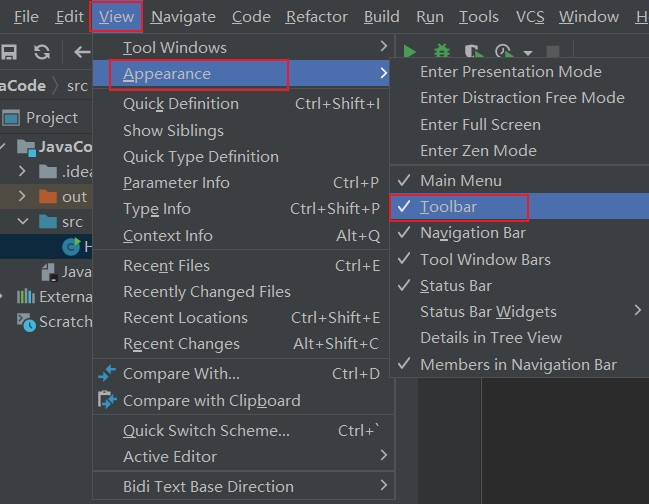 File Edit View Navigate Code Refactor Build Run Tools VCS Window H
aCode src
Project
JavaCo
.idea
out
src
H
Java
Externa
Scratch
Tool Windows
Appearance
Quick Definition Ctrl+Shift+I
Show Siblings
Quick Type Definition
Parameter Info Ctrl+P
Type Info Ctrl+Shift+P
Context Info Alt+Q
Recent Files Ctrl+E
Recently Changed Files
Recent Locations Ctrl+Shift+E
Recent Changes Alt+Shift+C
Compare With... Ctrl+D
Compare with Clipboard
Quick Switch Scheme... Ctrl+`
Active Editor
Bidi Text Base Direction
Enter Presentation Mode
Enter Distraction Free Mode
Enter Full Screen
Enter Zen Mode
Main Menu
Toolbar
Navigation Bar
Tool Window Bars
Status Bar
Status Bar Widgets
Details in Tree View
Members in Navigation Bar